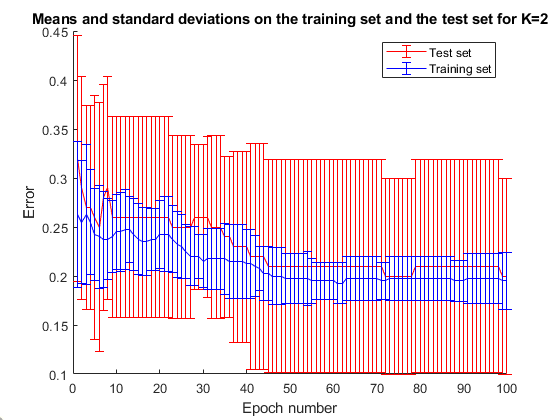 Means and standard deviations on the training set and the test set for K=2
Test set
Training set
Error
0.45
0.4
0.35
0.3
0.25
0.2
0.15
0.1
0 10 20 30 40 50 60 70 80 90 100
Epoch number